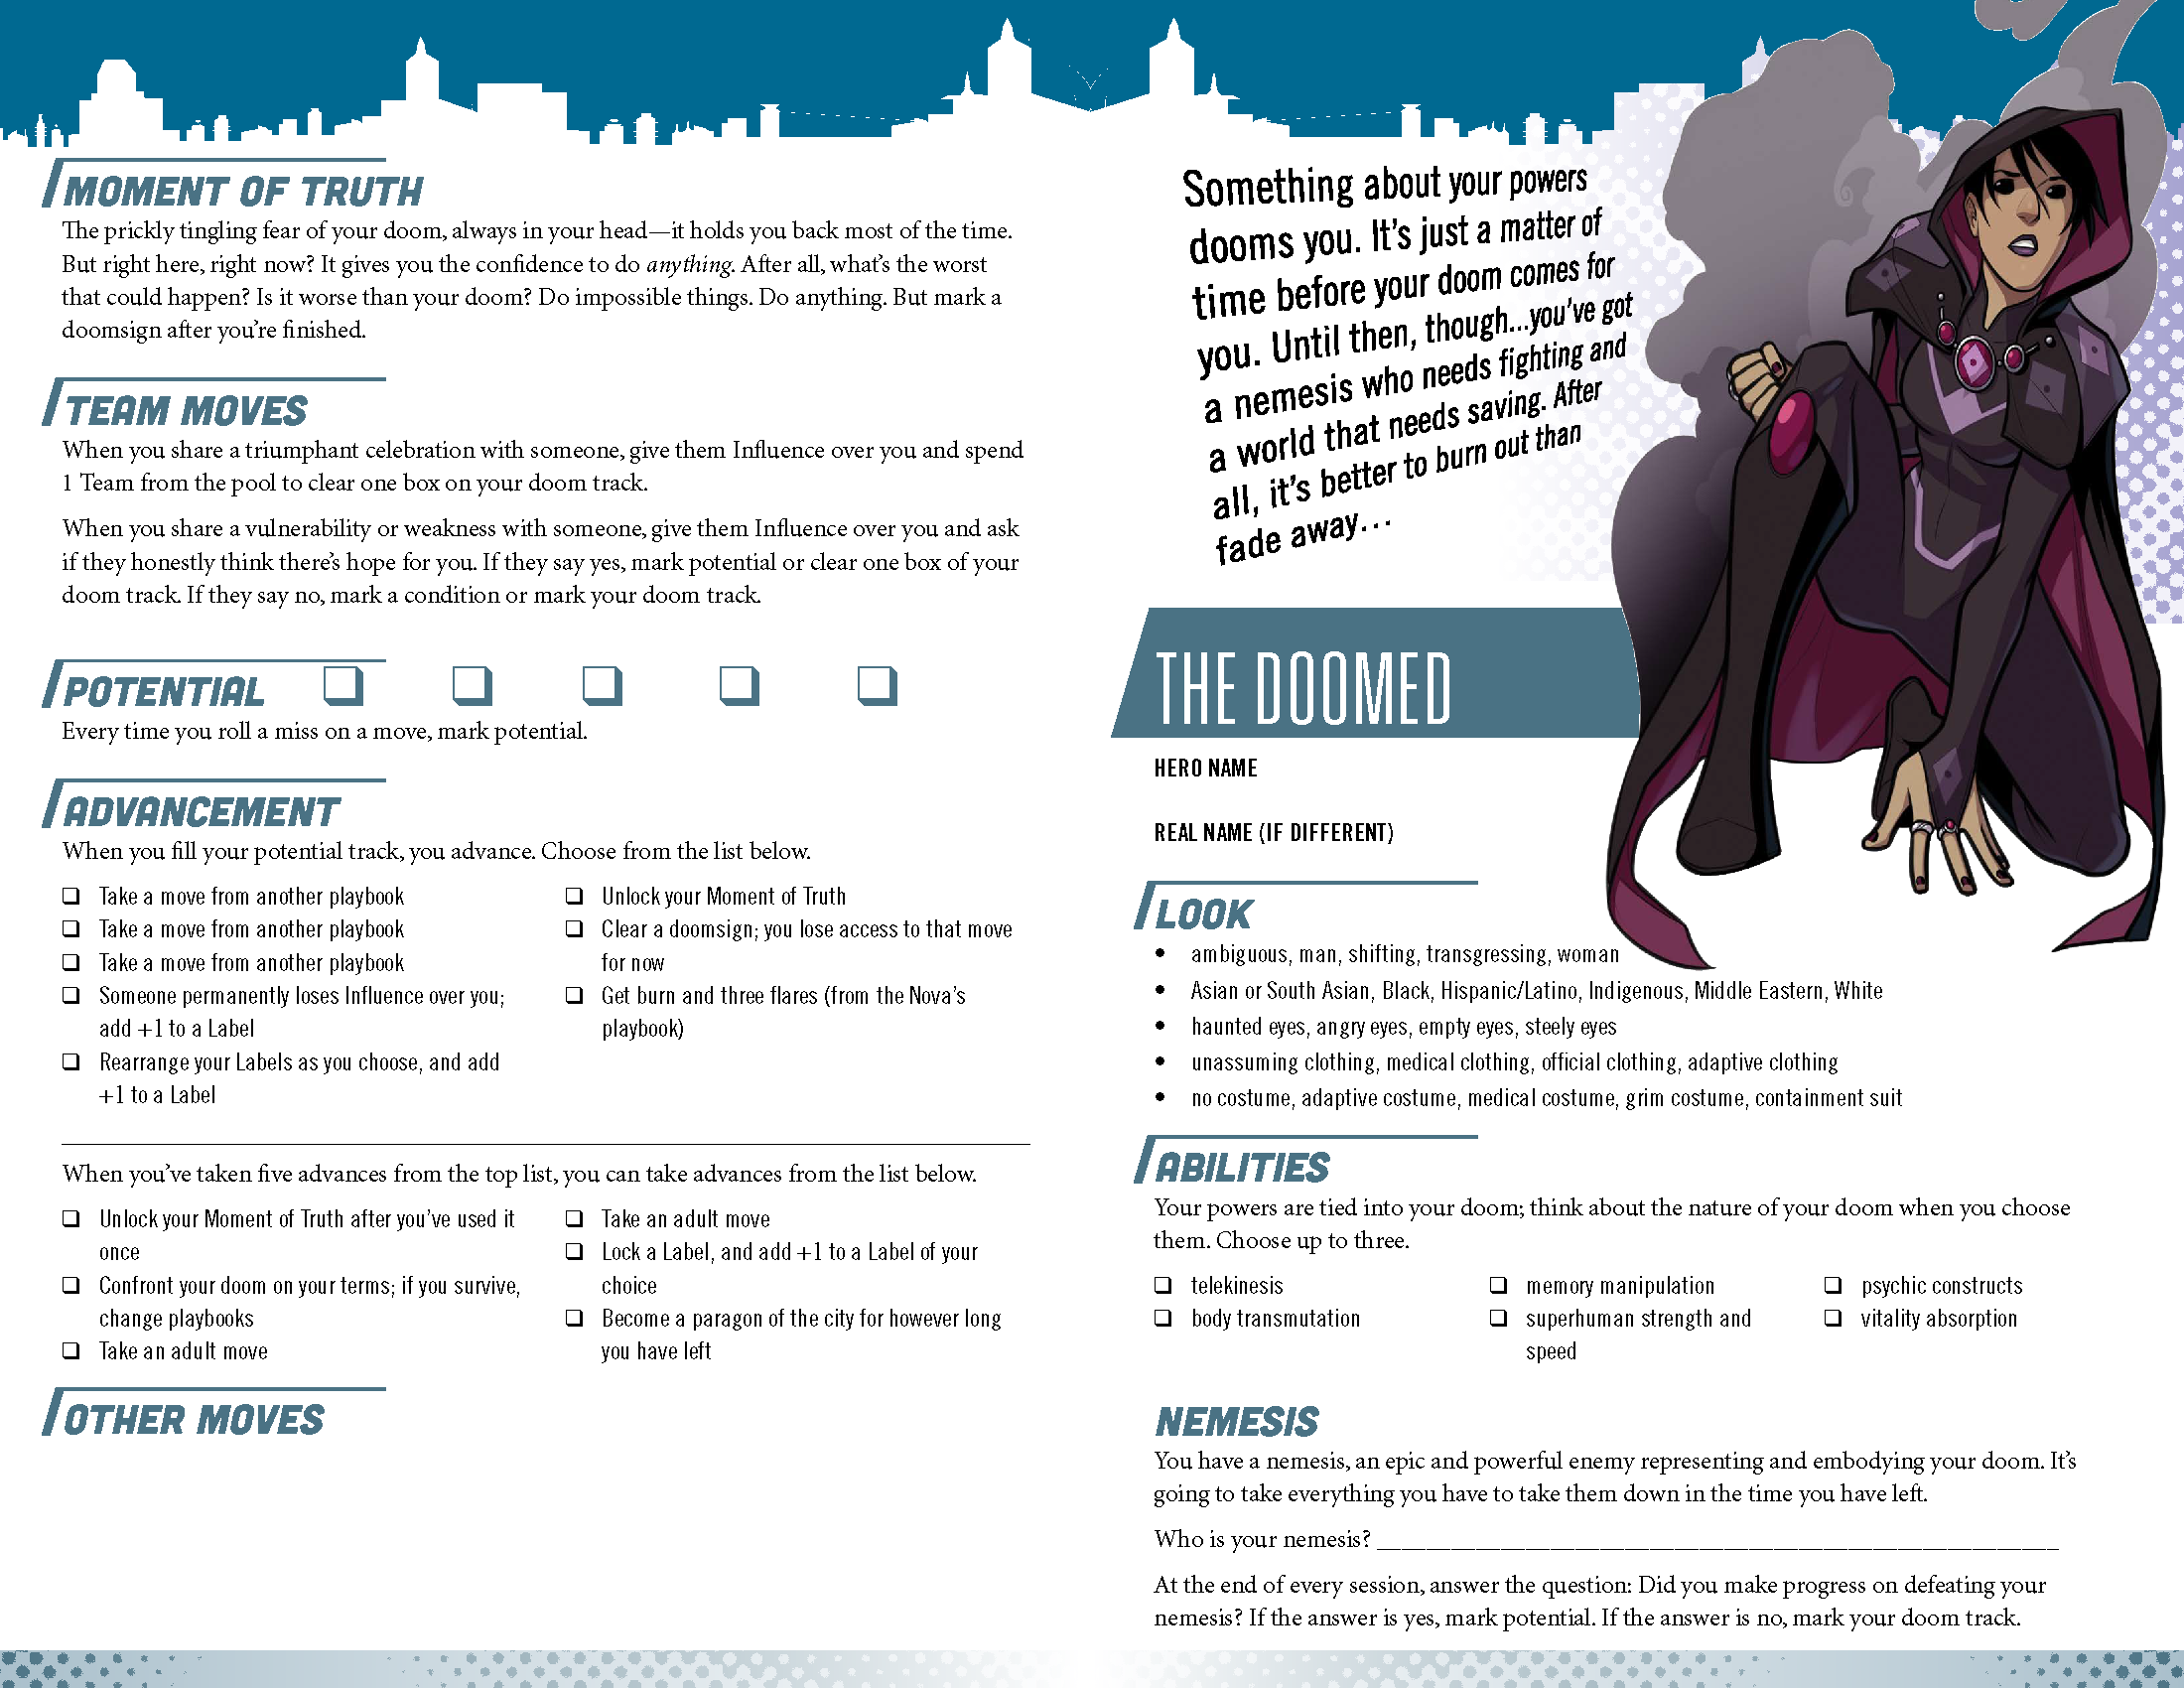 MOMENT OF TRUTH
The prickly tingling fear of your doom, always in your head—it holds you back most of the time.
But right here, right now? It gives you the confidence to do anything. After all, what's the worst
that could happen? Is it worse than your doom? Do impossible things. Do anything. But mark a
doomsign after you're finished.
TEAM MOVES
When you share a triumphant celebration with someone, give them Influence over you and spend
1 Team from the pool to clear one box on your doom track.
When you share a vulnerability or weakness with someone, give them Influence over you and ask
if they honestly think there's hope for you. If they say yes, mark potential or clear one box of your
doom track. If they say no, mark a condition or mark your doom track.
POTENTIAL ❑ ❑ ❑ ❑ ❑
Every time you roll a miss on a move, mark potential.
ADVANCEMENT
When you fill your potential track, you advance. Choose from the list below.
❑ Take a move from another playbook
❑ Take a move from another playbook
❑ Take a move from another playbook
❑ Someone permanently loses Influence over you;
add +1 to a Label
❑ Rearrange your Labels as you choose, and add
+1 to a Label
❑ Unlock your Moment of Truth
❑ Clear a doomsign; you lose access to that move
for now
❑ Get burn and three flares (from the Nova's
playbook)
When you've taken five advances from the top list, you can take advances from the list below.
❑ Unlock your Moment of Truth after you've used it
once
❑ Confront your doom on your terms; if you survive,
change playbooks
❑ Take an adult move
❑ Take an adult move
❑ Lock a Label, and add +1 to a Label of your
choice
❑ Become a paragon of the city for however long
you have left
OTHER MOVES
Something about your powers
dooms you. It's just a matter of
time before your doom comes for
you. Until then, though...you've got
a nemesis who needs fighting and
a world that needs saving. After
all, it's better to burn out than
fade away...
THE DOOMED
HERO NAME
REAL NAME (IF DIFFERENT)
LOOK
• ambiguous, man, shifting, transgressing, woman
• Asian or South Asian, Black, Hispanic/Latino, Indigenous, Middle Eastern, White
• haunted eyes, angry eyes, empty eyes, steely eyes
• unassuming clothing, medical clothing, official clothing, adaptive clothing
• no costume, adaptive costume, medical costume, grim costume, containment suit
ABILITIES
Your powers are tied into your doom; think about the nature of your doom when you choose
them. Choose up to three.
❑ telekinesis
❑ body transmutation
❑ memory manipulation
❑ superhuman strength and
speed
❑ psychic constructs
❑ vitality absorption
NEMESIS
You have a nemesis, an epic and powerful enemy representing and embodying your doom. It's
going to take everything you have to take them down in the time you have left.
Who is your nemesis? ______________________________________________________
At the end of every session, answer the question: Did you make progress on defeating your
nemesis? If the answer is yes, mark potential. If the answer is no, mark your doom track.